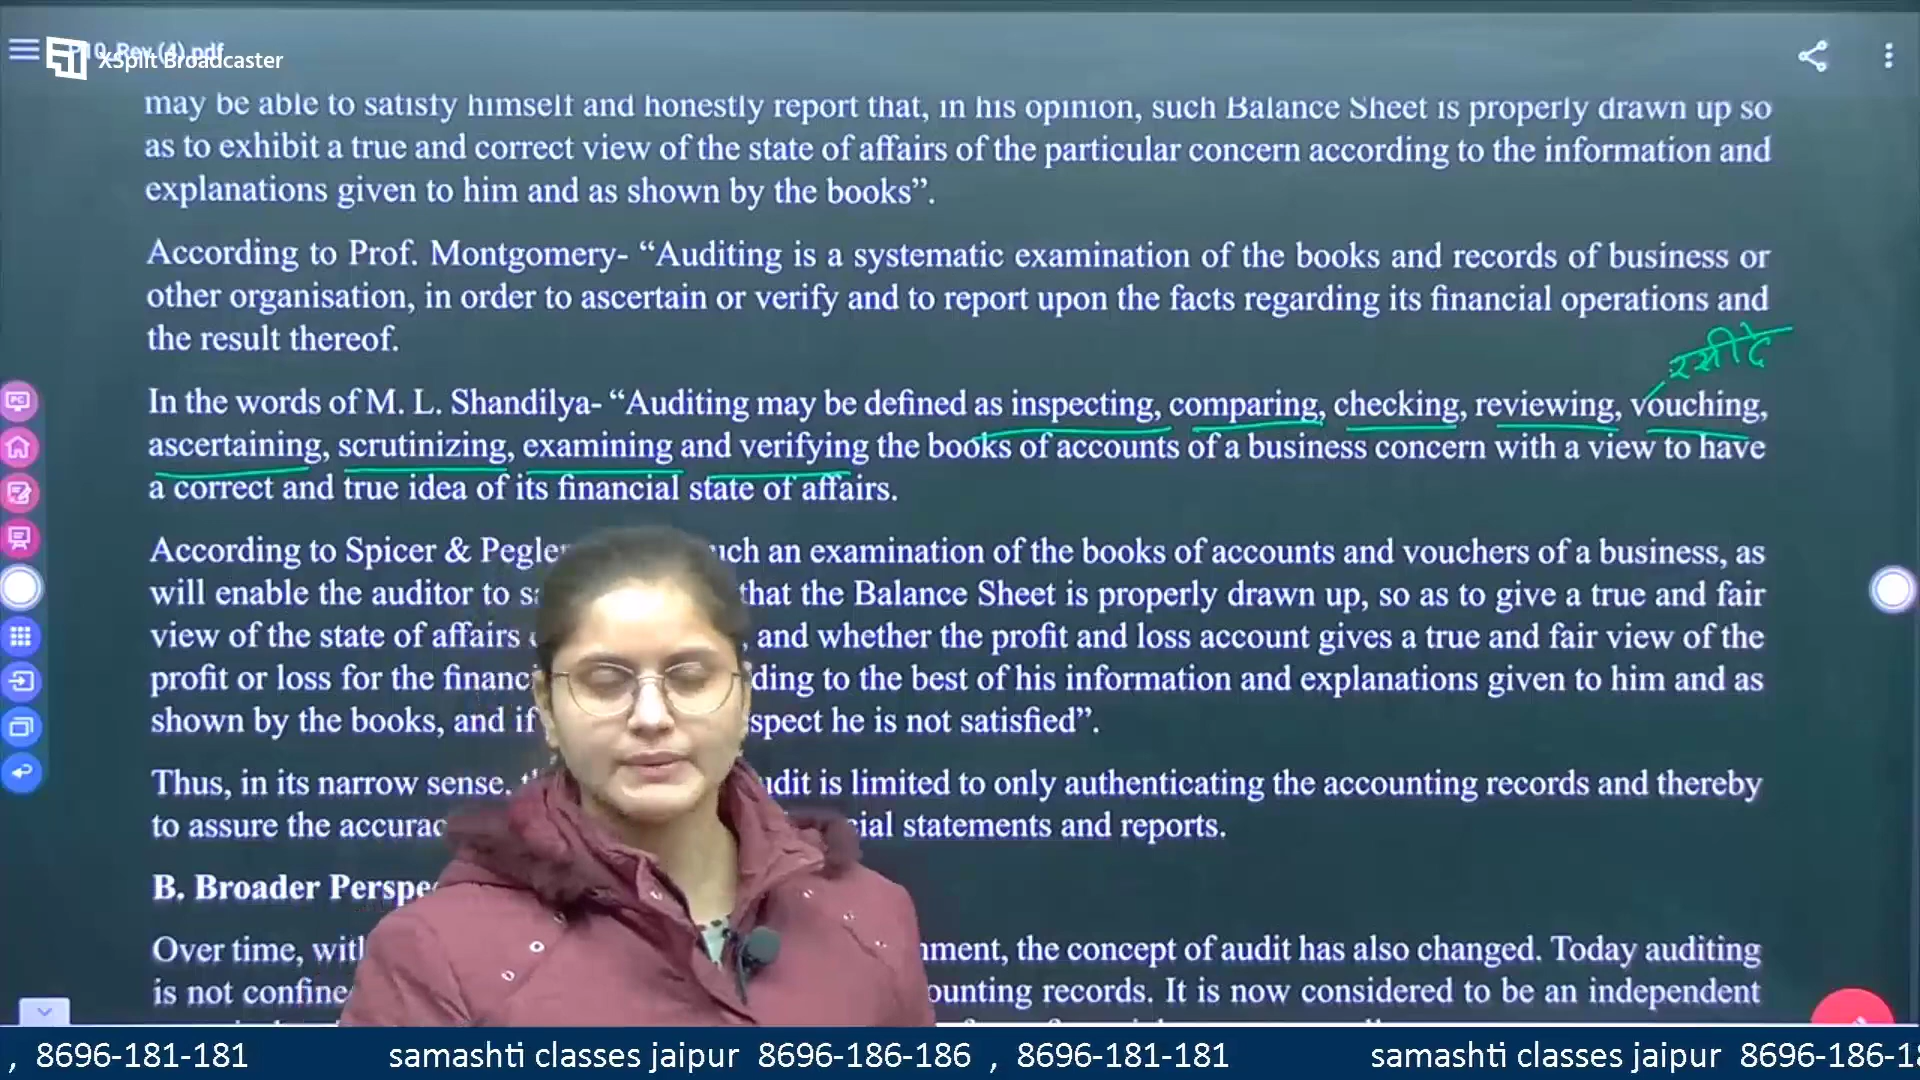 P10_Rev (4).pdf
XSplit Broadcaster
may be able to satisfy himself and honestly report that, in his opinion, such Balance Sheet is properly drawn up so
as to exhibit a true and correct view of the state of affairs of the particular concern according to the information and
explanations given to him and as shown by the books”.
According to Prof. Montgomery- “Auditing is a systematic examination of the books and records of business or
other organisation, in order to ascertain or verify and to report upon the facts regarding its financial operations and
the result thereof.
रसीदे
In the words of M. L. Shandilya- “Auditing may be defined as inspecting, comparing, checking, reviewing, vouching,
ascertaining, scrutinizing, examining and verifying the books of accounts of a business concern with a view to have
a correct and true idea of its financial state of affairs.
According to Spicer & Pegler uch an examination of the books of accounts and vouchers of a business, as
will enable the auditor to that the Balance Sheet is properly drawn up, so as to give a true and fair
view of the state of affairs , and whether the profit and loss account gives a true and fair view of the
profit or loss for the financ ding to the best of his information and explanations given to him and as
shown by the books, and if spect he is not satisfied”.
Thus, in its narrow sense, udit is limited to only authenticating the accounting records and thereby
to assure the accurac cial statements and reports.
B. Broader Perspe
Over time, with nment, the concept of audit has also changed. Today auditing
is not confine ounting records. It is now considered to be an independent
, 8696-181-181 samashti classes jaipur 8696-186-186 , 8696-181-181 samashti classes jaipur 8696-186-18